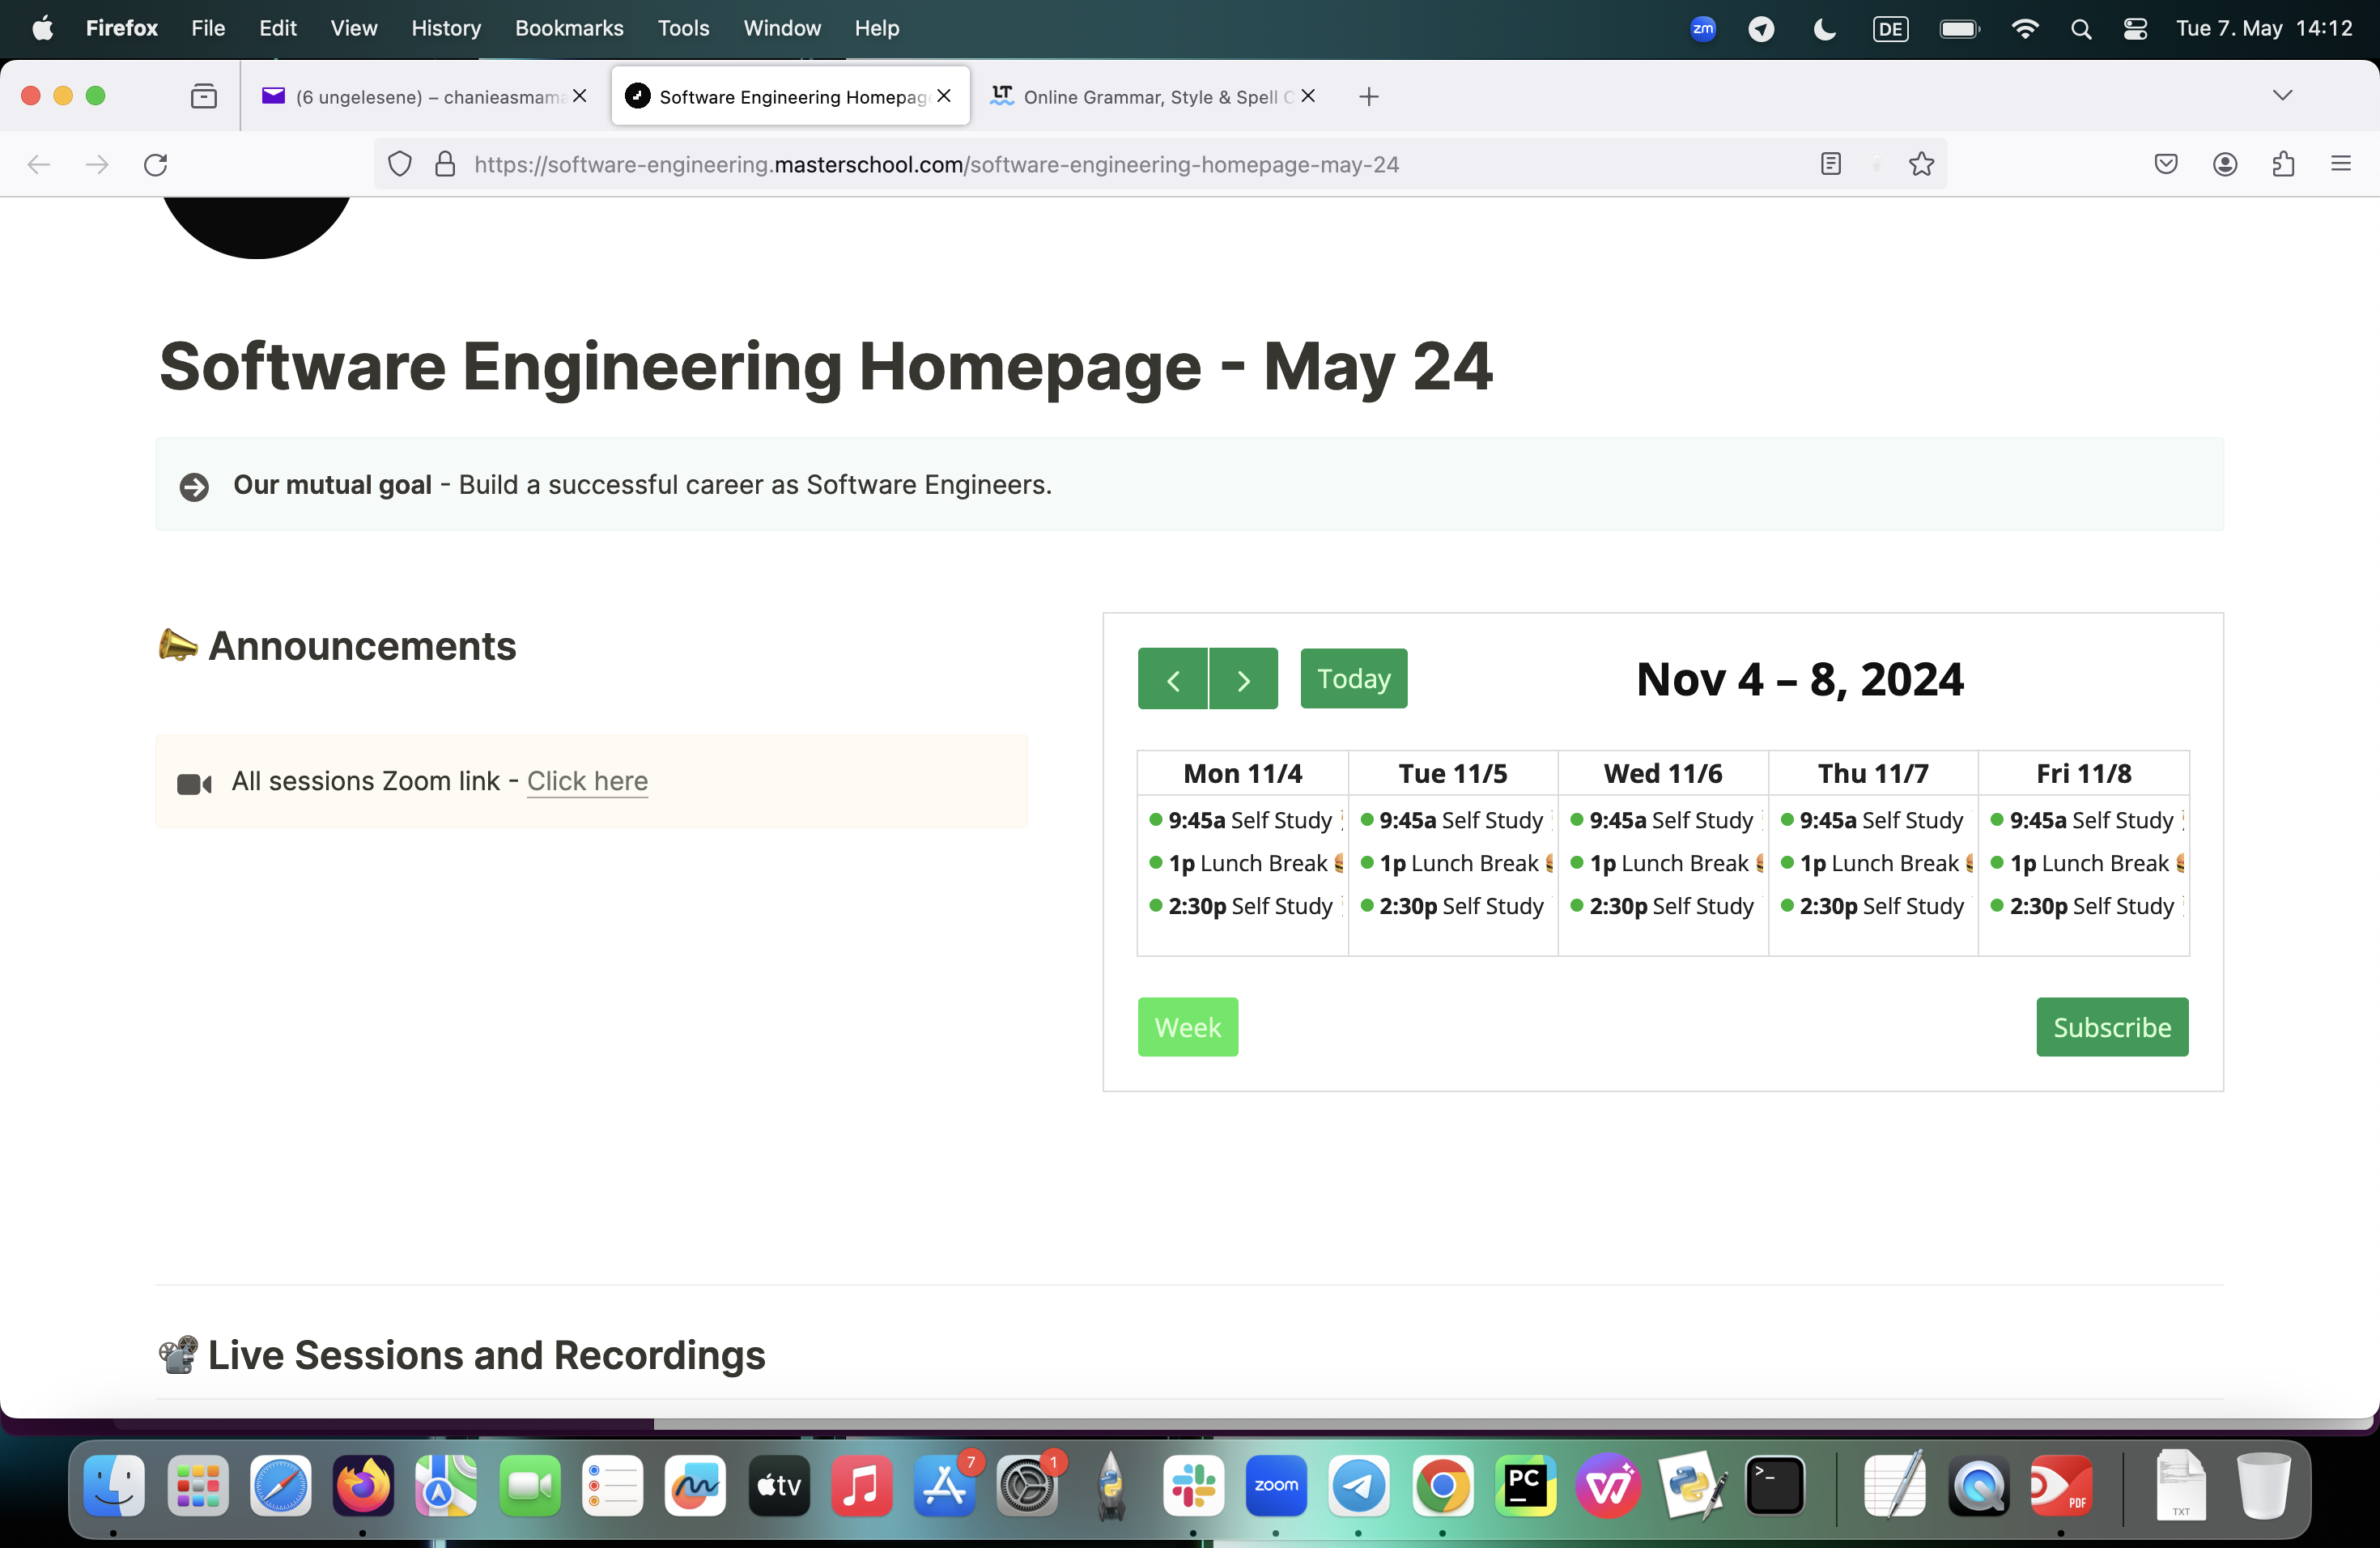 Firefox File Edit View History Bookmarks Tools Window Help
zm DE Tue 7. May 14:12
(6 ungelesene) – chanieasmama
Software Engineering Homepag
LT Online Grammar, Style & Spell C
https://software-engineering.masterschool.com/software-engineering-homepage-may-24
Software Engineering Homepage - May 24
Our mutual goal - Build a successful career as Software Engineers.
Announcements
All sessions Zoom link - Click here
Today
Nov 4 – 8, 2024
Mon 11/4 Tue 11/5 Wed 11/6 Thu 11/7 Fri 11/8
9:45a Self Study 9:45a Self Study 9:45a Self Study 9:45a Self Study 9:45a Self Study
1p Lunch Break 1p Lunch Break 1p Lunch Break 1p Lunch Break 1p Lunch Break
2:30p Self Study 2:30p Self Study 2:30p Self Study 2:30p Self Study 2:30p Self Study
Week Subscribe
Live Sessions and Recordings
tv 7 1 zoom PC >_ PDF TXT